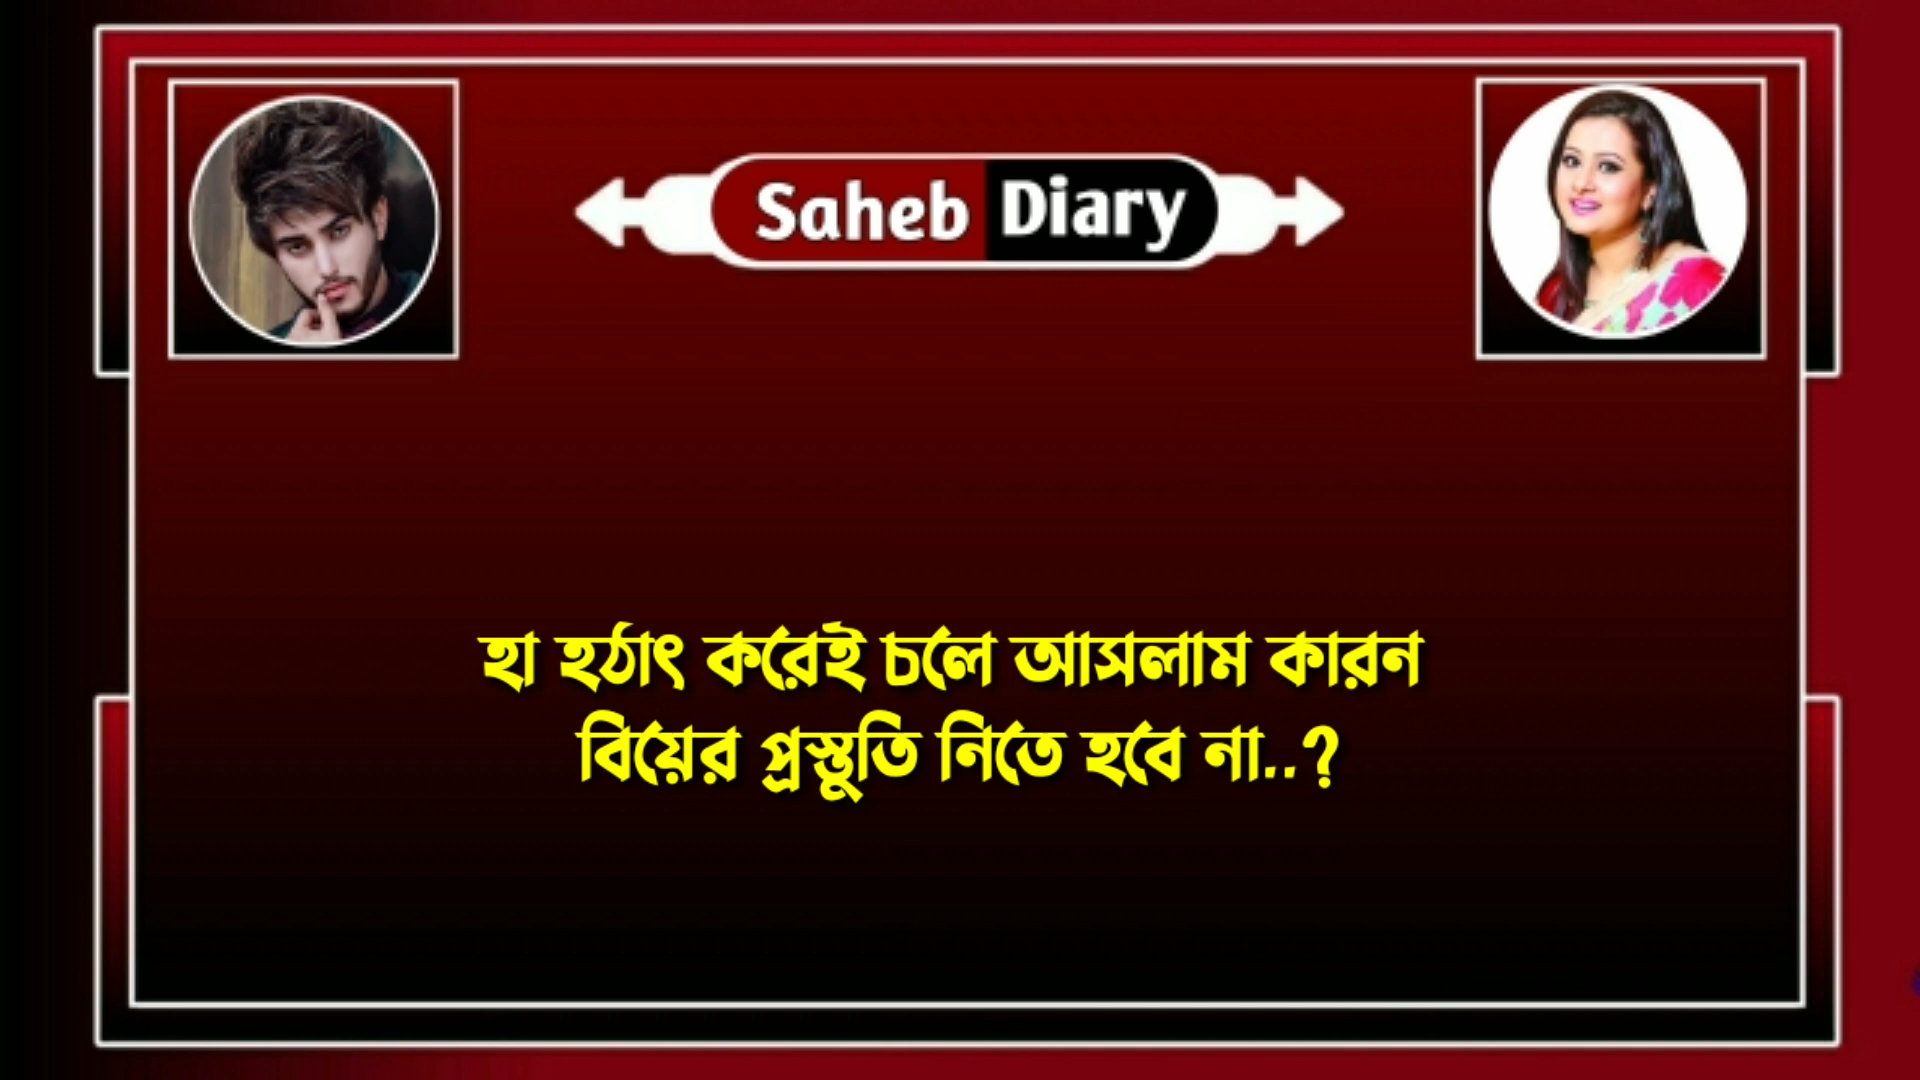 Saheb Diary
হা হঠাৎ করেই চলে আসলাম কারন
বিয়ের প্রস্তুতি নিতে হবে না..?